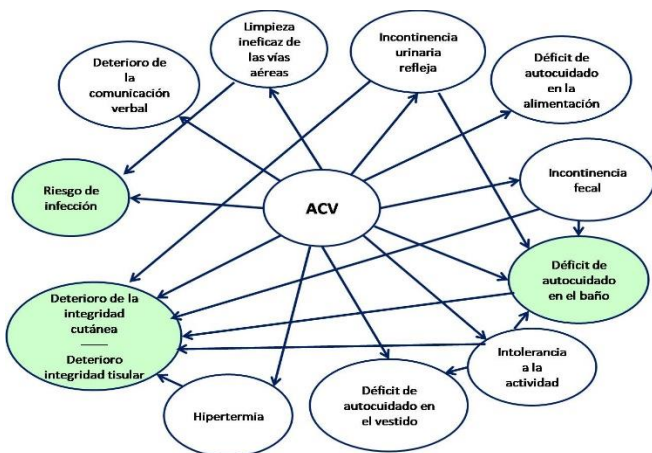 Limpieza
ineficaz de
las vías
aéreas
Incontinencia
urinaria
refleja
Deterioro de
la
comunicación
verbal
Déficit de
autocuidado
en la
alimentación
Riesgo de
infección
ACV
Incontinencia
fecal
Déficit de
autocuidado
en el baño
Deterioro de la
integridad
cutánea
Deterioro
integridad tisular
Intolerancia
a la
actividad
Hipertermia
Déficit de
autocuidado en
el vestido